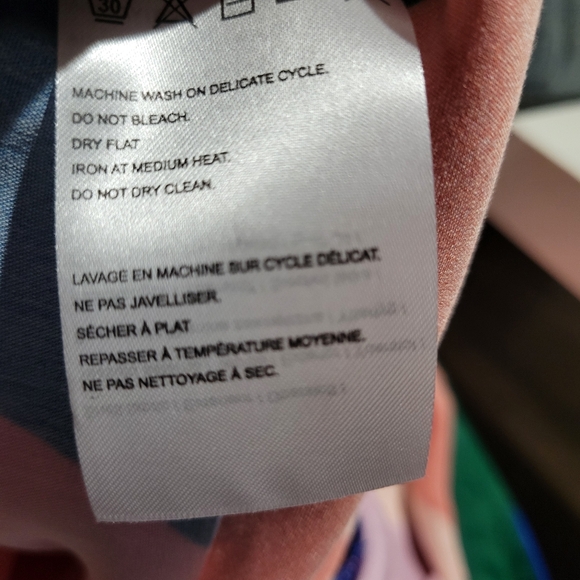 30
MACHINE WASH ON DELICATE CYCLE.
DO NOT BLEACH.
DRY FLAT
IRON AT MEDIUM HEAT.
DO NOT DRY CLEAN.
LAVAGE EN MACHINE SUR CYCLE DÉLICAT.
NE PAS JAVELLISER.
SÉCHER À PLAT
REPASSER À TEMPÉRATURE MOYENNE.
NE PAS NETTOYAGE À SEC.